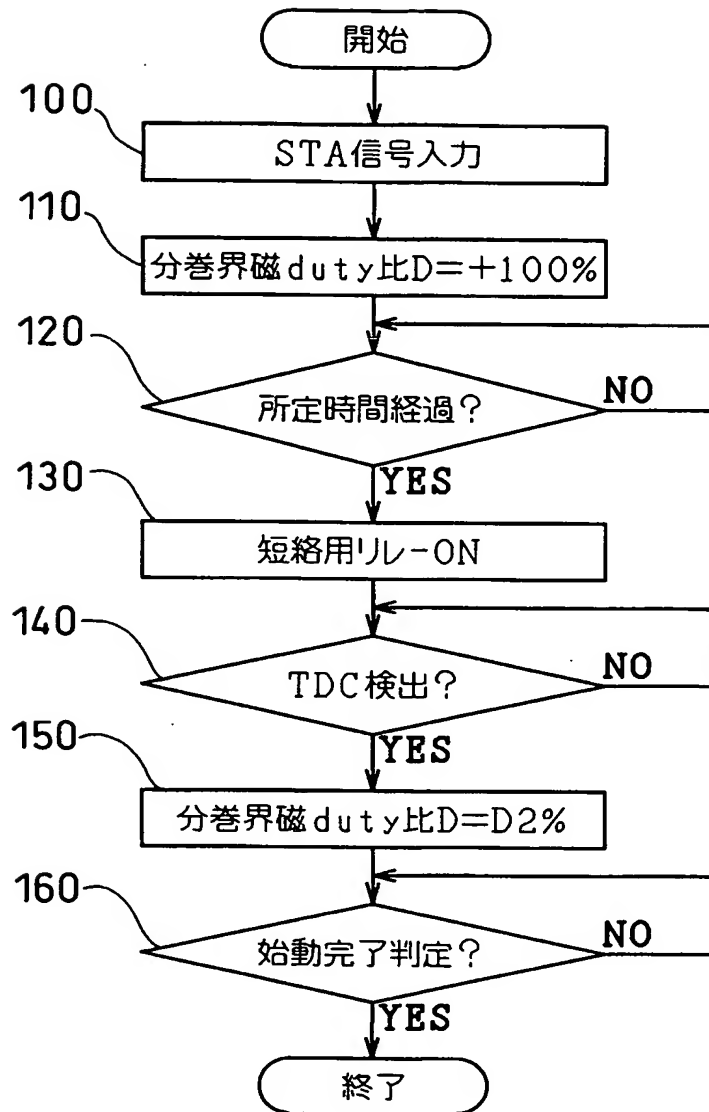 開始
100
STA信号入力
110
分巻界磁duty比D=+100%
120
所定時間経過?
NO
YES
130
短絡用リレーON
140
TDC検出?
NO
YES
150
分巻界磁duty比D=D2%
160
始動完了判定?
NO
YES
終了